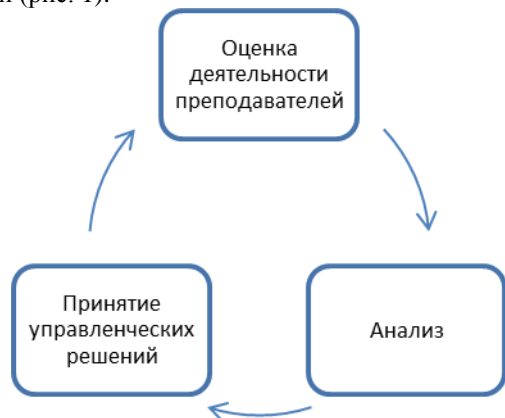 (рис. 1).
Оценка
деятельности
преподавателей
Принятие
управленческих
решений
Анализ